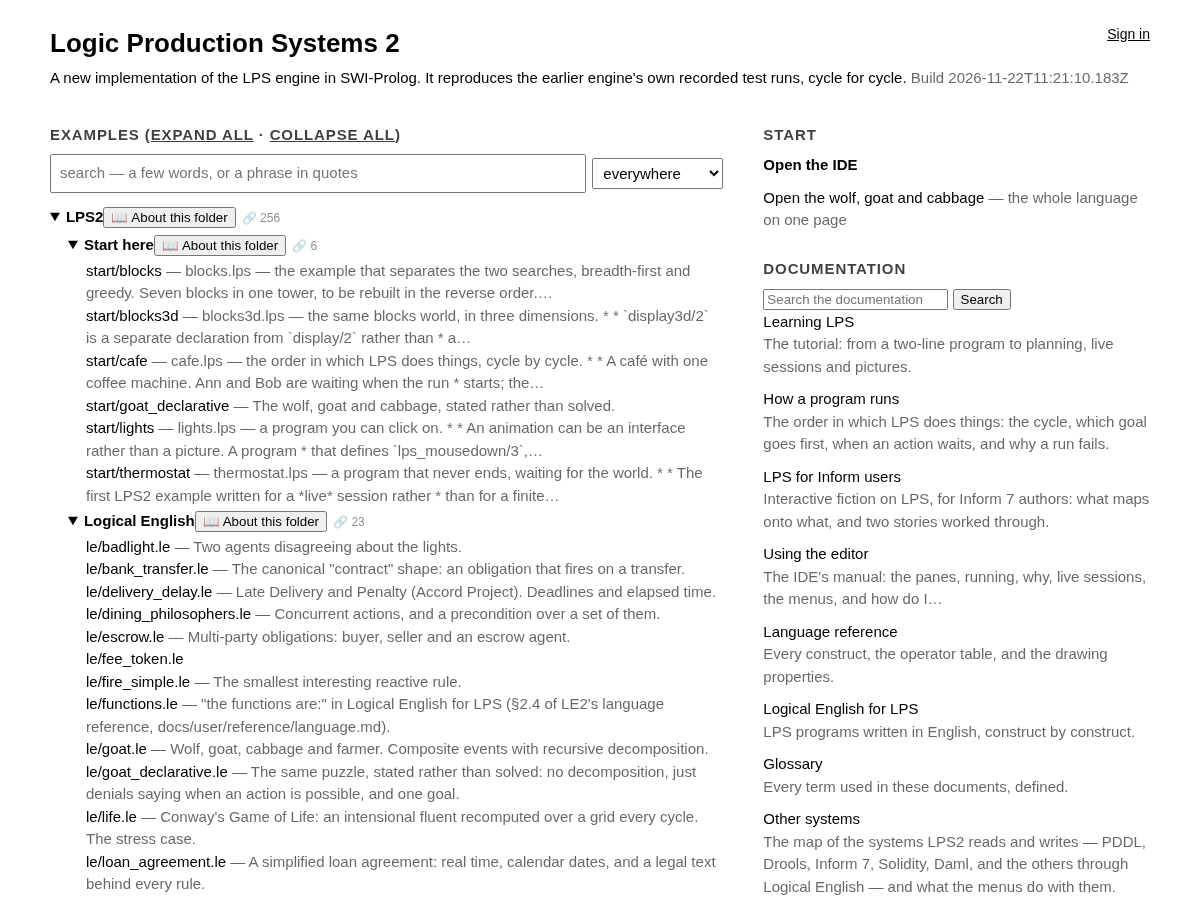 Logic Production Systems 2
Sign in
A new implementation of the LPS engine in SWI-Prolog. It reproduces the earlier engine's own recorded test runs, cycle for cycle. Build 2026-11-22T11:21:10.183Z
EXAMPLES (EXPAND ALL · COLLAPSE ALL)
search — a few words, or a phrase in quotes
everywhere
▼ LPS2 📖 About this folder 🔗 256
▼ Start here 📖 About this folder 🔗 6
start/blocks — blocks.lps — the example that separates the two searches, breadth-first and
greedy. Seven blocks in one tower, to be rebuilt in the reverse order.…
start/blocks3d — blocks3d.lps — the same blocks world, in three dimensions. * * `display3d/2`
is a separate declaration from `display/2` rather than * a…
start/cafe — cafe.lps — the order in which LPS does things, cycle by cycle. * * A café with one
coffee machine. Ann and Bob are waiting when the run * starts; the…
start/goat_declarative — The wolf, goat and cabbage, stated rather than solved.
start/lights — lights.lps — a program you can click on. * * An animation can be an interface
rather than a picture. A program * that defines `lps_mousedown/3`,…
start/thermostat — thermostat.lps — a program that never ends, waiting for the world. * * The
first LPS2 example written for a *live* session rather * than for a finite…
▼ Logical English 📖 About this folder 🔗 23
le/badlight.le — Two agents disagreeing about the lights.
le/bank_transfer.le — The canonical "contract" shape: an obligation that fires on a transfer.
le/delivery_delay.le — Late Delivery and Penalty (Accord Project). Deadlines and elapsed time.
le/dining_philosophers.le — Concurrent actions, and a precondition over a set of them.
le/escrow.le — Multi-party obligations: buyer, seller and an escrow agent.
le/fee_token.le
le/fire_simple.le — The smallest interesting reactive rule.
le/functions.le — "the functions are:" in Logical English for LPS (§2.4 of LE2's language
reference, docs/user/reference/language.md).
le/goat.le — Wolf, goat, cabbage and farmer. Composite events with recursive decomposition.
le/goat_declarative.le — The same puzzle, stated rather than solved: no decomposition, just
denials saying when an action is possible, and one goal.
le/life.le — Conway's Game of Life: an intensional fluent recomputed over a grid every cycle.
The stress case.
le/loan_agreement.le — A simplified loan agreement: real time, calendar dates, and a legal text
behind every rule.
START
Open the IDE
Open the wolf, goat and cabbage — the whole language
on one page
DOCUMENTATION
Search the documentation
Search
Learning LPS
The tutorial: from a two-line program to planning, live
sessions and pictures.
How a program runs
The order in which LPS does things: the cycle, which goal
goes first, when an action waits, and why a run fails.
LPS for Inform users
Interactive fiction on LPS, for Inform 7 authors: what maps
onto what, and two stories worked through.
Using the editor
The IDE's manual: the panes, running, why, live sessions,
the menus, and how do I…
Language reference
Every construct, the operator table, and the drawing
properties.
Logical English for LPS
LPS programs written in English, construct by construct.
Glossary
Every term used in these documents, defined.
Other systems
The map of the systems LPS2 reads and writes — PDDL,
Drools, Inform 7, Solidity, Daml, and the others through
Logical English — and what the menus do with them.